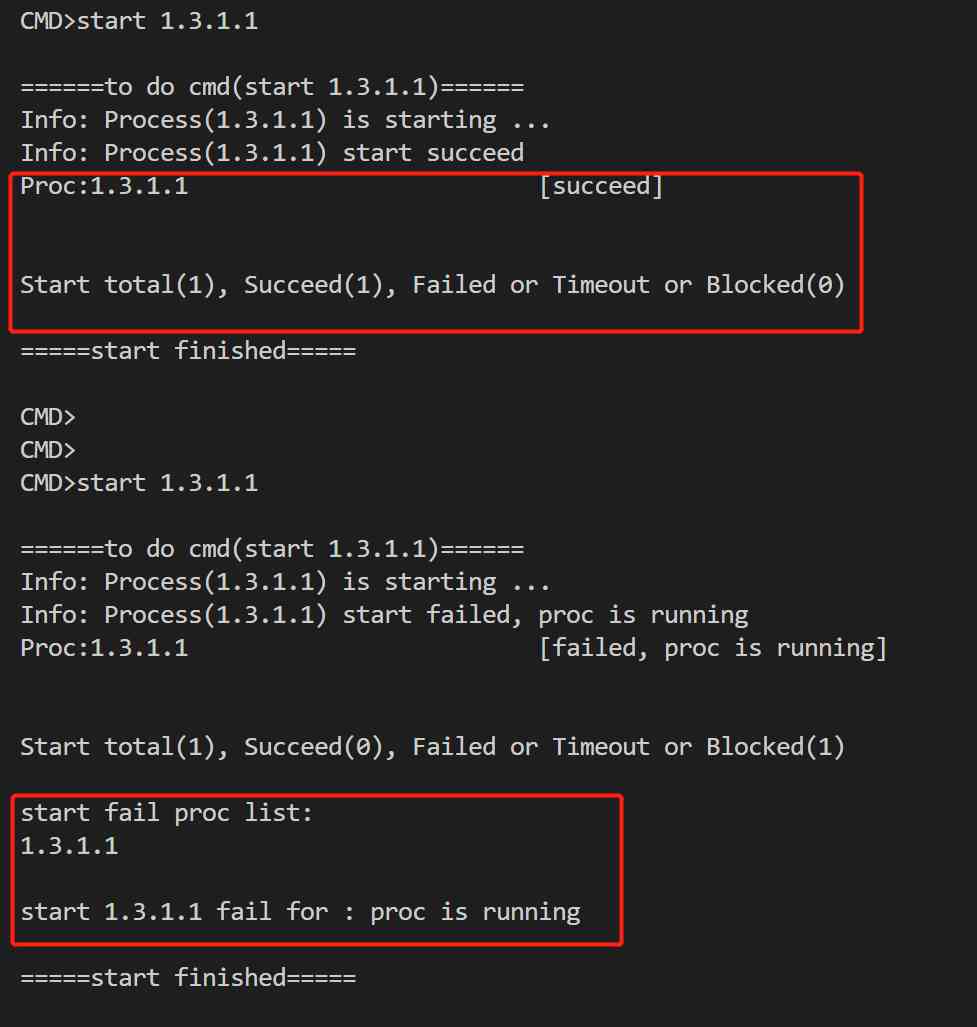 CMD>start 1.3.1.1
======to do cmd(start 1.3.1.1)======
Info: Process(1.3.1.1) is starting ...
Info: Process(1.3.1.1) start succeed
Proc:1.3.1.1                         [succeed]
Start total(1), Succeed(1), Failed or Timeout or Blocked(0)
=====start finished=====
CMD>
CMD>
CMD>start 1.3.1.1
======to do cmd(start 1.3.1.1)======
Info: Process(1.3.1.1) is starting ...
Info: Process(1.3.1.1) start failed, proc is running
Proc:1.3.1.1                         [failed, proc is running]
Start total(1), Succeed(0), Failed or Timeout or Blocked(1)
start fail proc list:
1.3.1.1
start 1.3.1.1 fail for : proc is running
=====start finished=====